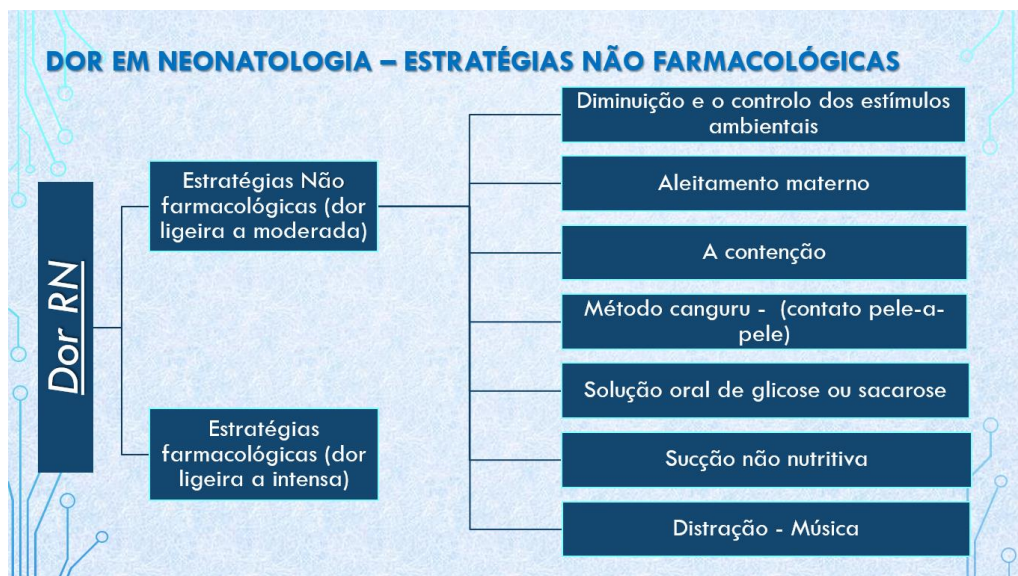 DOR EM NEONATOLOGIA – ESTRATÉGIAS NÃO FARMACOLÓGICAS
Dor RN
Estratégias Não
farmacológicas (dor
ligeira a moderada)
Estratégias
farmacológicas (dor
ligeira a intensa)
Diminuição e o controlo dos estímulos
ambientais
Aleitamento materno
A contenção
Método canguru - (contato pele-a-
pele)
Solução oral de glicose ou sacarose
Sucção não nutritiva
Distração - Música